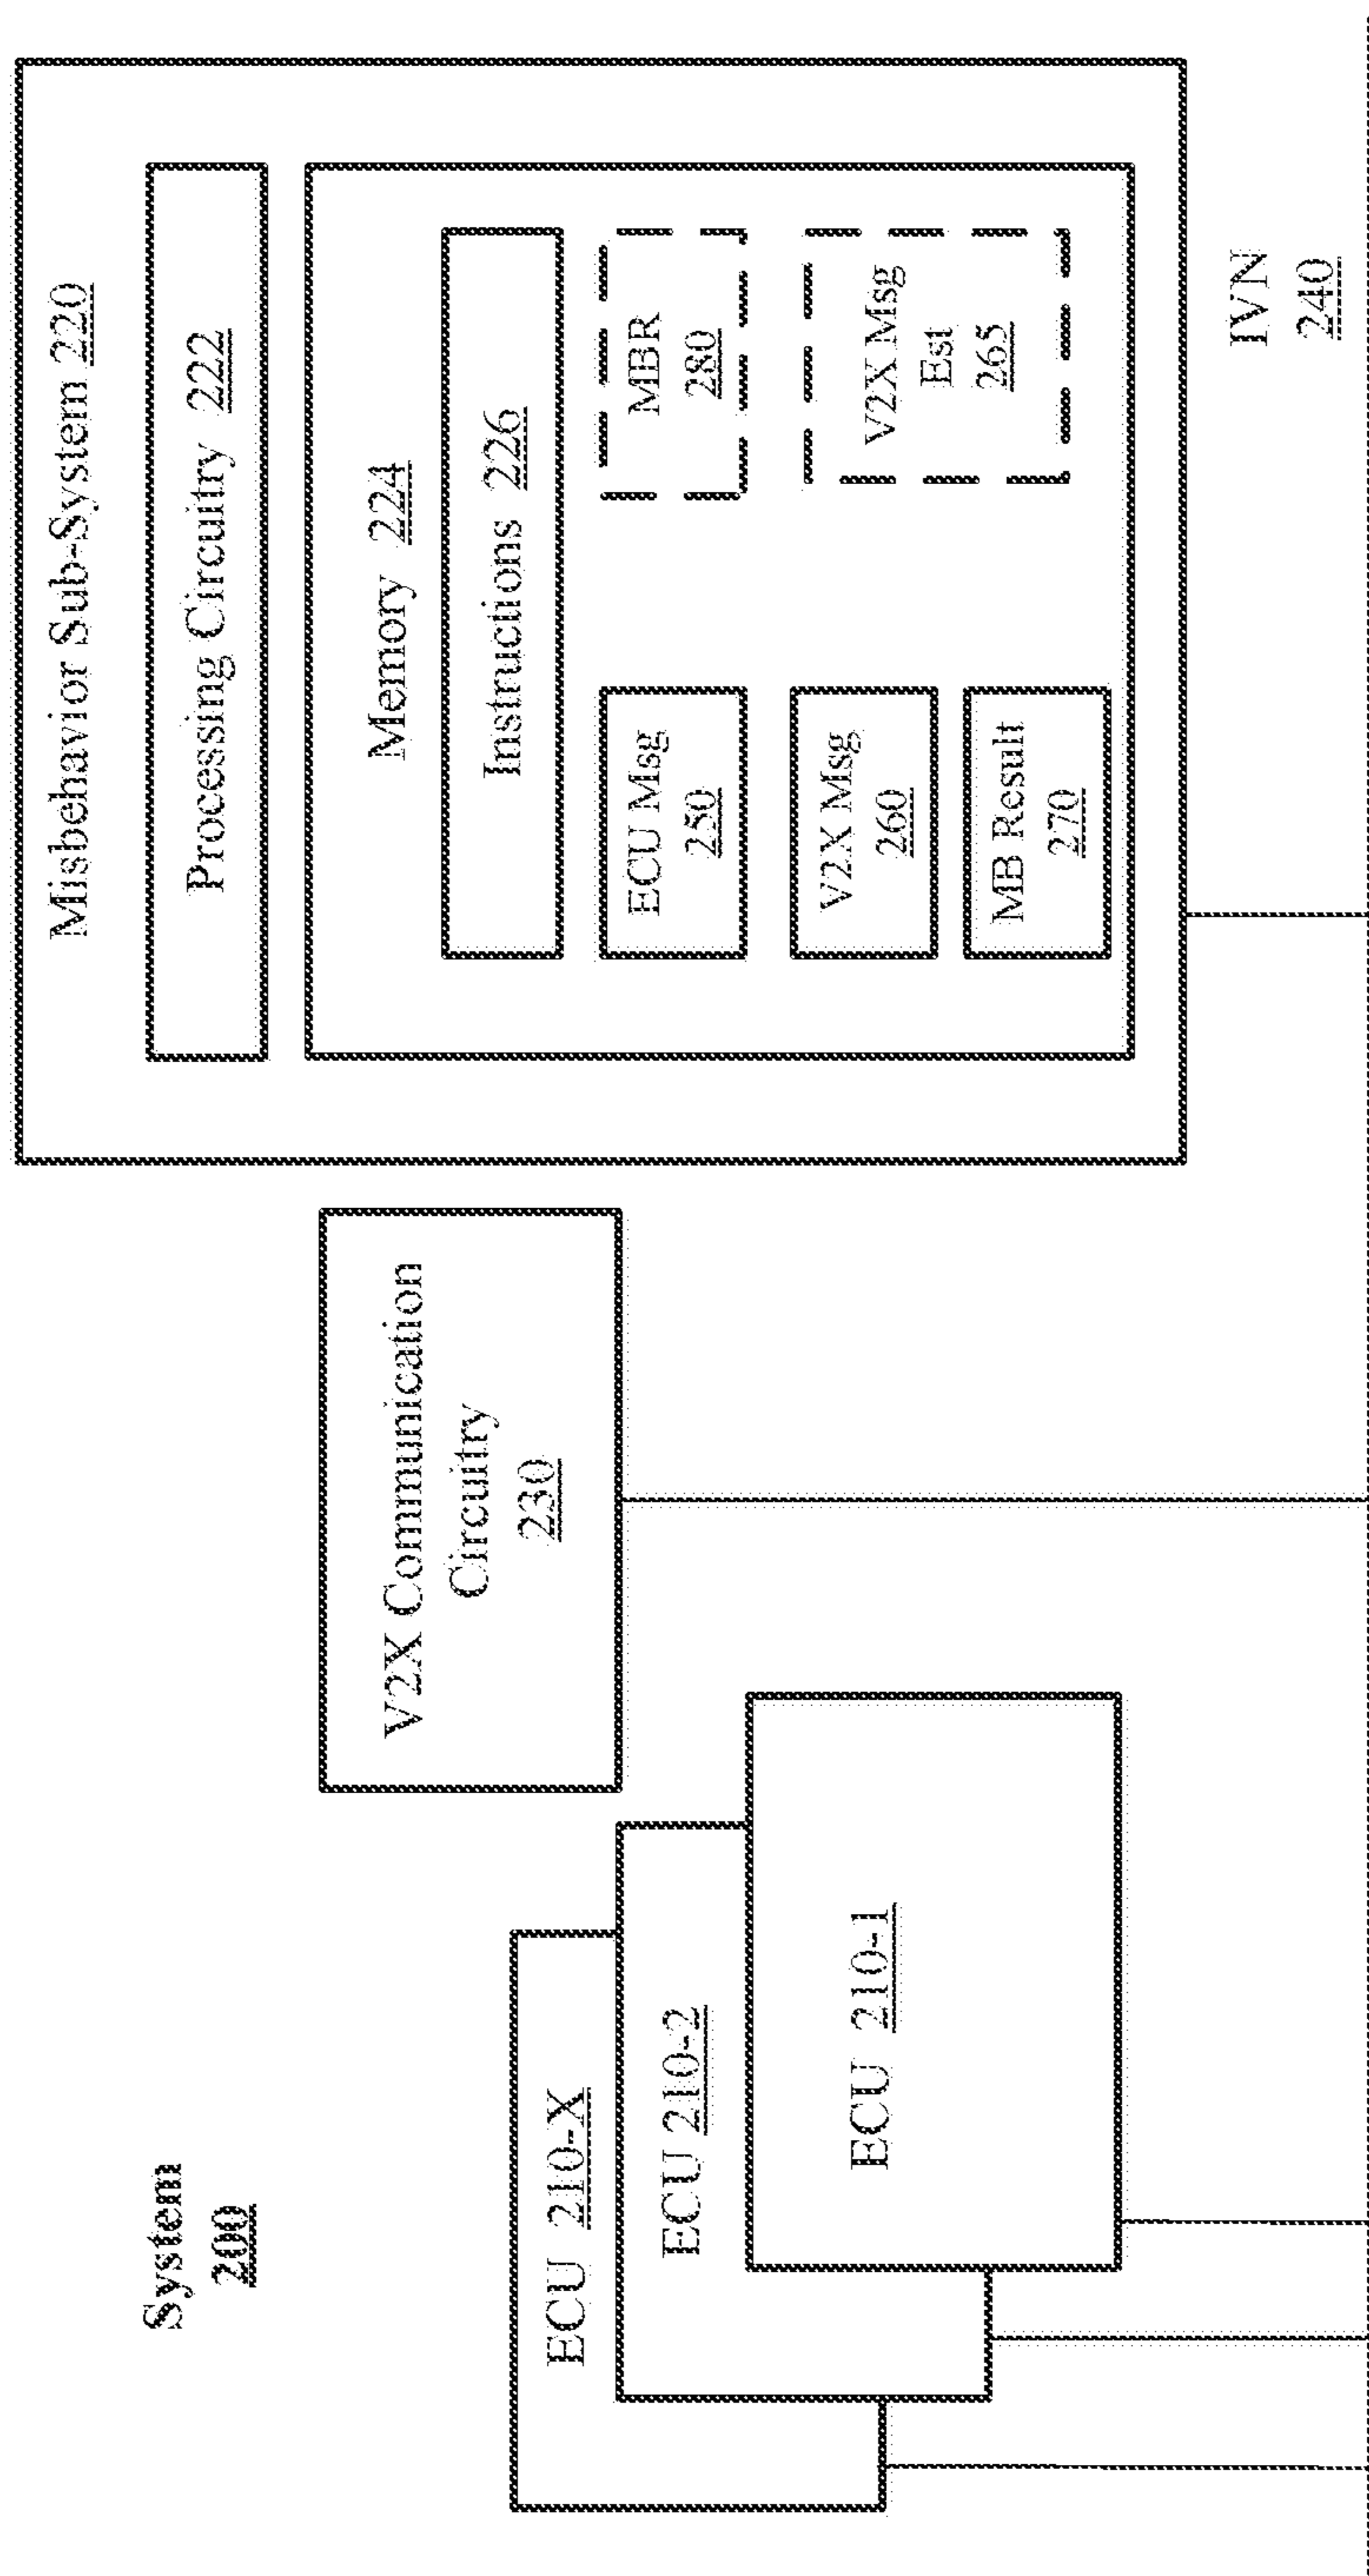 System
200
ECU 210-X
ECU 210-2
ECU 210-1
V2X Communication
Circuitry
230
Misbehavior Sub-System 220
Processing Circuitry 222
Memory 224
Instructions 226
ECU Msg
250
MBR
280
V2X Msg
260
V2X Msg
Est
265
MB Result
270
IVN
240